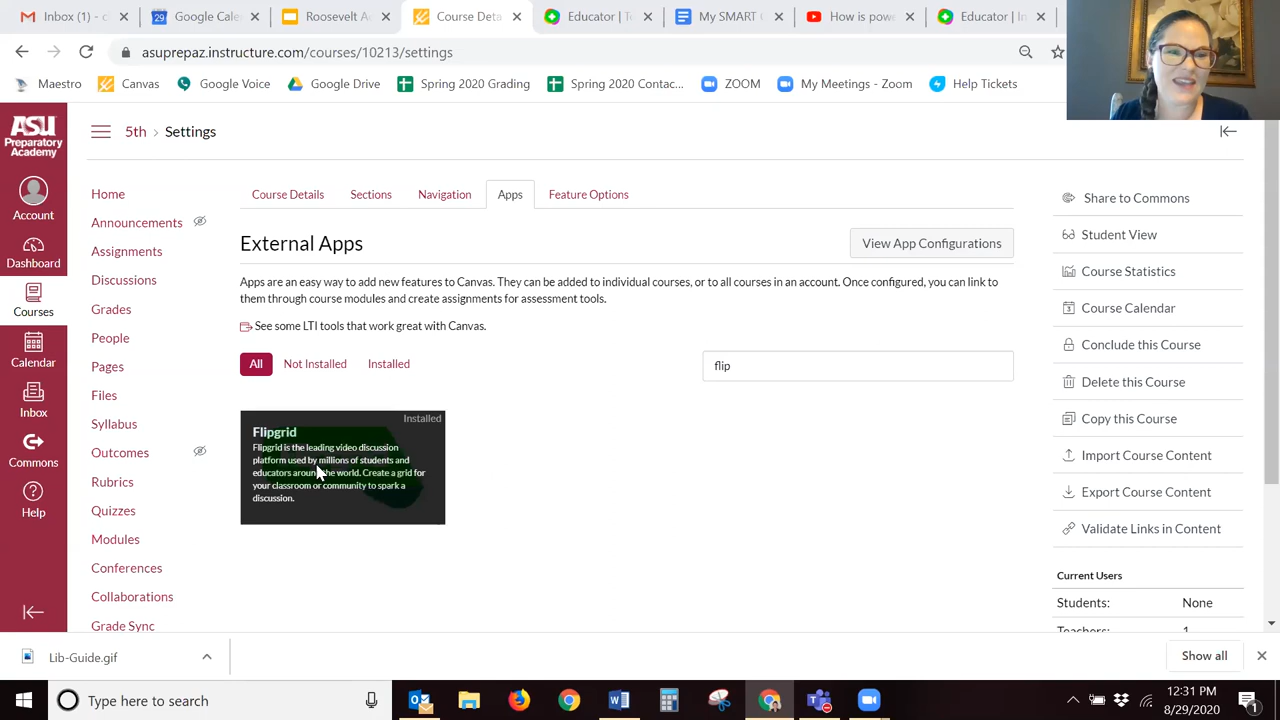 Inbox (1) -
Google Cale
Roosevelt A
Course Deta
Educator | T
My SMART
How is powe
Educator | In
asuprepaz.instructure.com/courses/10213/settings
Maestro
Canvas
Google Voice
Google Drive
Spring 2020 Grading
Spring 2020 Contac...
ZOOM
My Meetings - Zoom
Help Tickets
ASU
Preparatory
Academy
Account
Dashboard
Courses
Calendar
Inbox
Commons
Help
5th > Settings
Home
Announcements
Assignments
Discussions
Grades
People
Pages
Files
Syllabus
Outcomes
Rubrics
Quizzes
Modules
Conferences
Collaborations
Grade Sync
Course Details
Sections
Navigation
Apps
Feature Options
External Apps
View App Configurations
Apps are an easy way to add new features to Canvas. They can be added to individual courses, or to all courses in an account. Once configured, you can link to
them through course modules and create assignments for assessment tools.
See some LTI tools that work great with Canvas.
All
Not Installed
Installed
flip
Installed
Flipgrid
Flipgrid is the leading video discussion
platform used by millions of students and
educators around the world. Create a grid for
your classroom or community to spark a
discussion.
Share to Commons
Student View
Course Statistics
Course Calendar
Conclude this Course
Delete this Course
Copy this Course
Import Course Content
Export Course Content
Validate Links in Content
Current Users
Students: None
Teachers: 1
Lib-Guide.gif
Show all
Type here to search
12:31 PM
8/29/2020
1